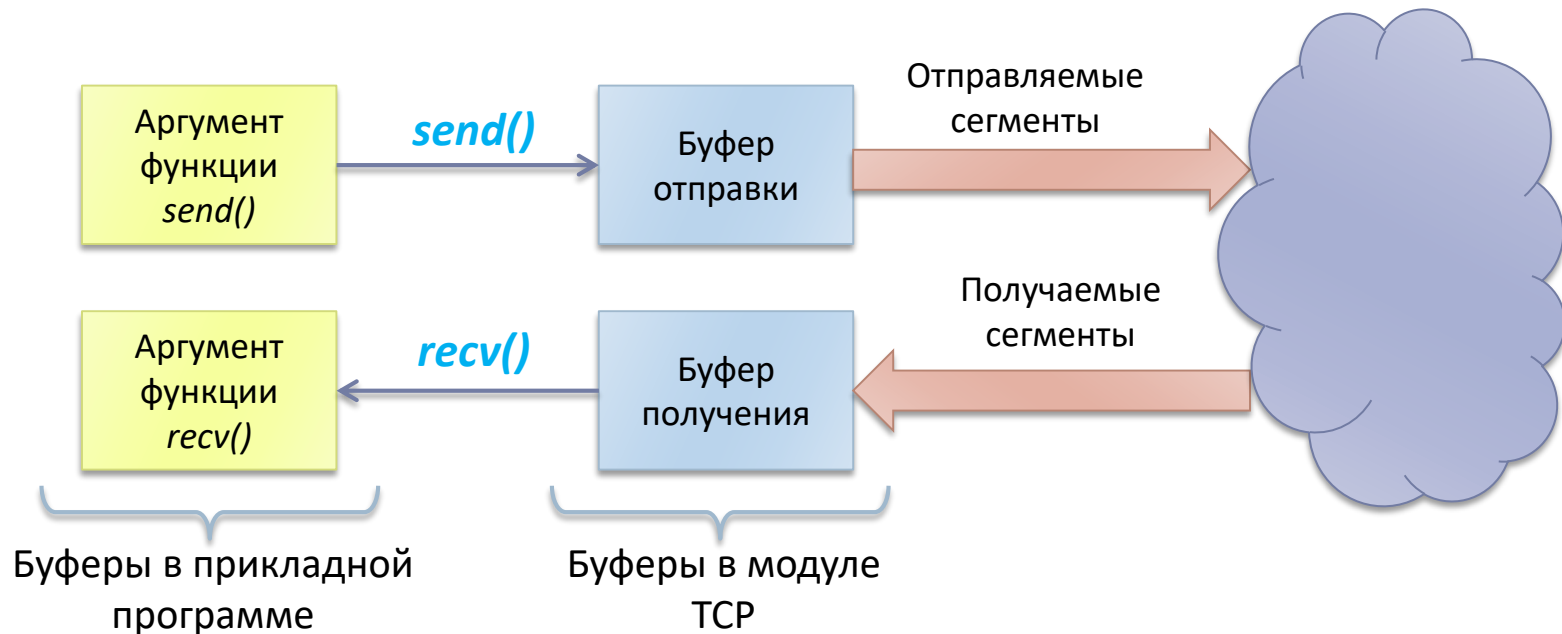 Аргумент
функции
send()
send()
Буфер
отправки
Отправляемые
сегменты
Аргумент
функции
recv()
recv()
Буфер
получения
Получаемые
сегменты
Буферы в прикладной
программе
Буферы в модуле
TCP